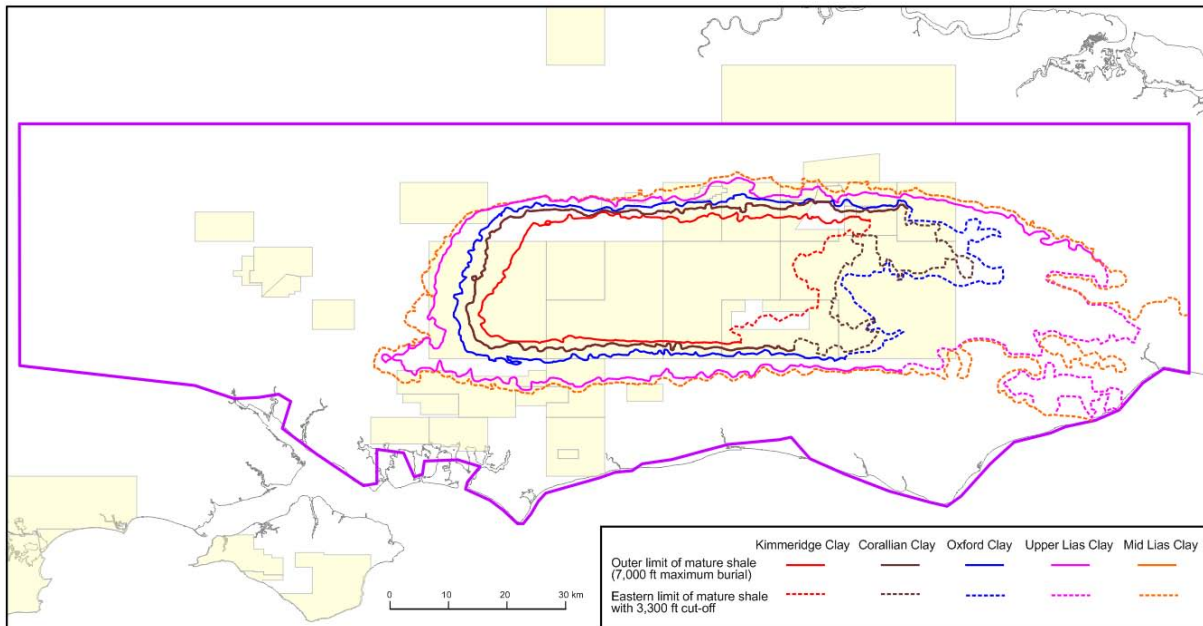 0 10 20 30 km
Kimmeridge Clay Corallian Clay Oxford Clay Upper Lias Clay Mid Lias Clay
Outer limit of mature shale
(7,000 ft maximum burial)
Eastern limit of mature shale
with 3,300 ft cut-off